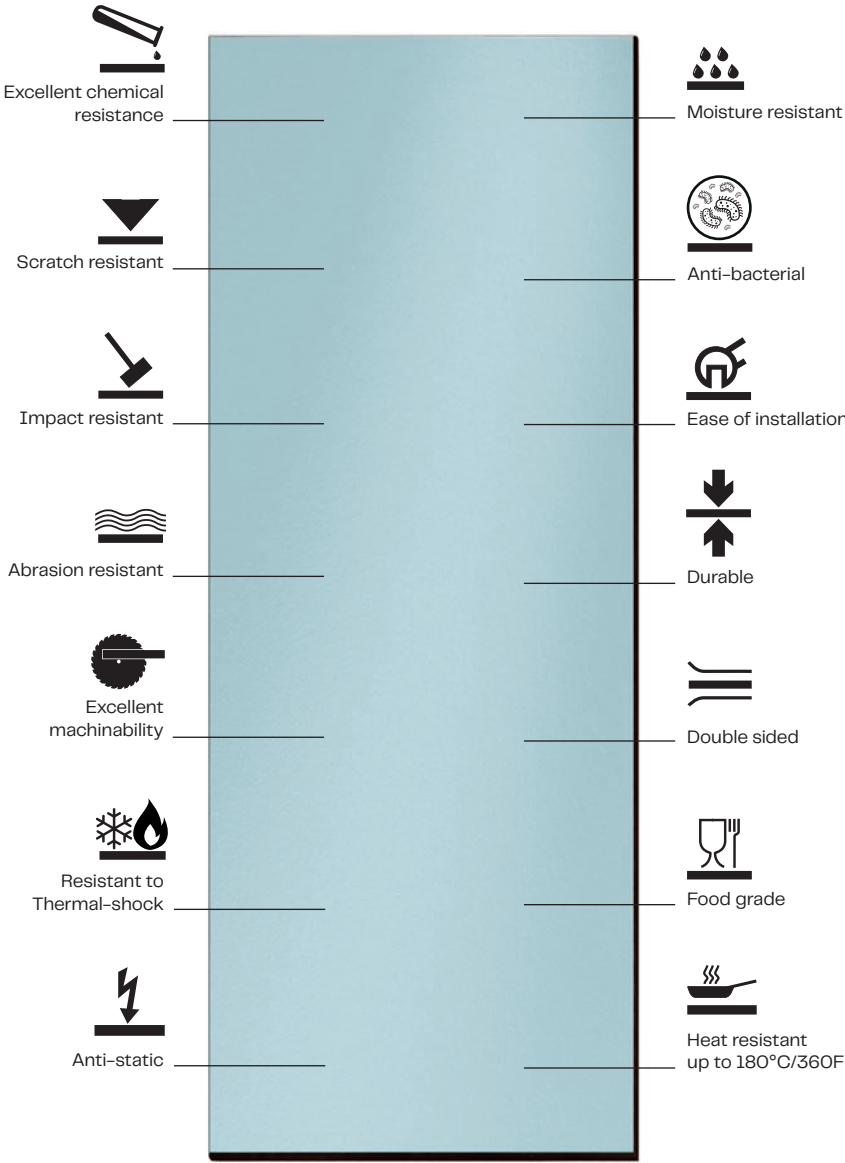 Excellent chemical
resistance
Scratch resistant
Impact resistant
Abrasion resistant
Excellent
machinability
Resistant to
Thermal-shock
Anti-static
Moisture resistant
Anti-bacterial
Ease of installation
Durable
Double sided
Food grade
Heat resistant
up to 180°C/360F